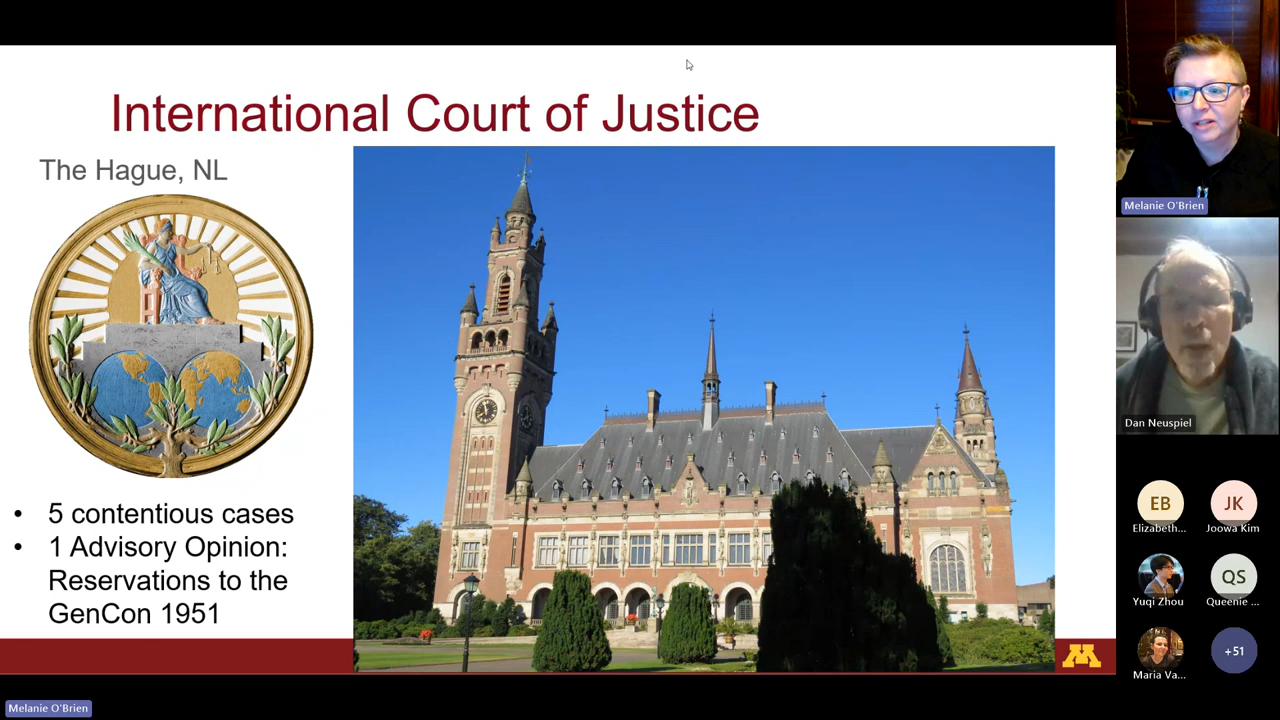 International Court of Justice
The Hague, NL
• 5 contentious cases
• 1 Advisory Opinion:
Reservations to the
GenCon 1951
M
Melanie O'Brien
Dan Neuspiel
EB
Elizabeth...
JK
Joowa Kim
Yuqi Zhou
QS
Queenie ...
Maria Va...
+51
Melanie O'Brien